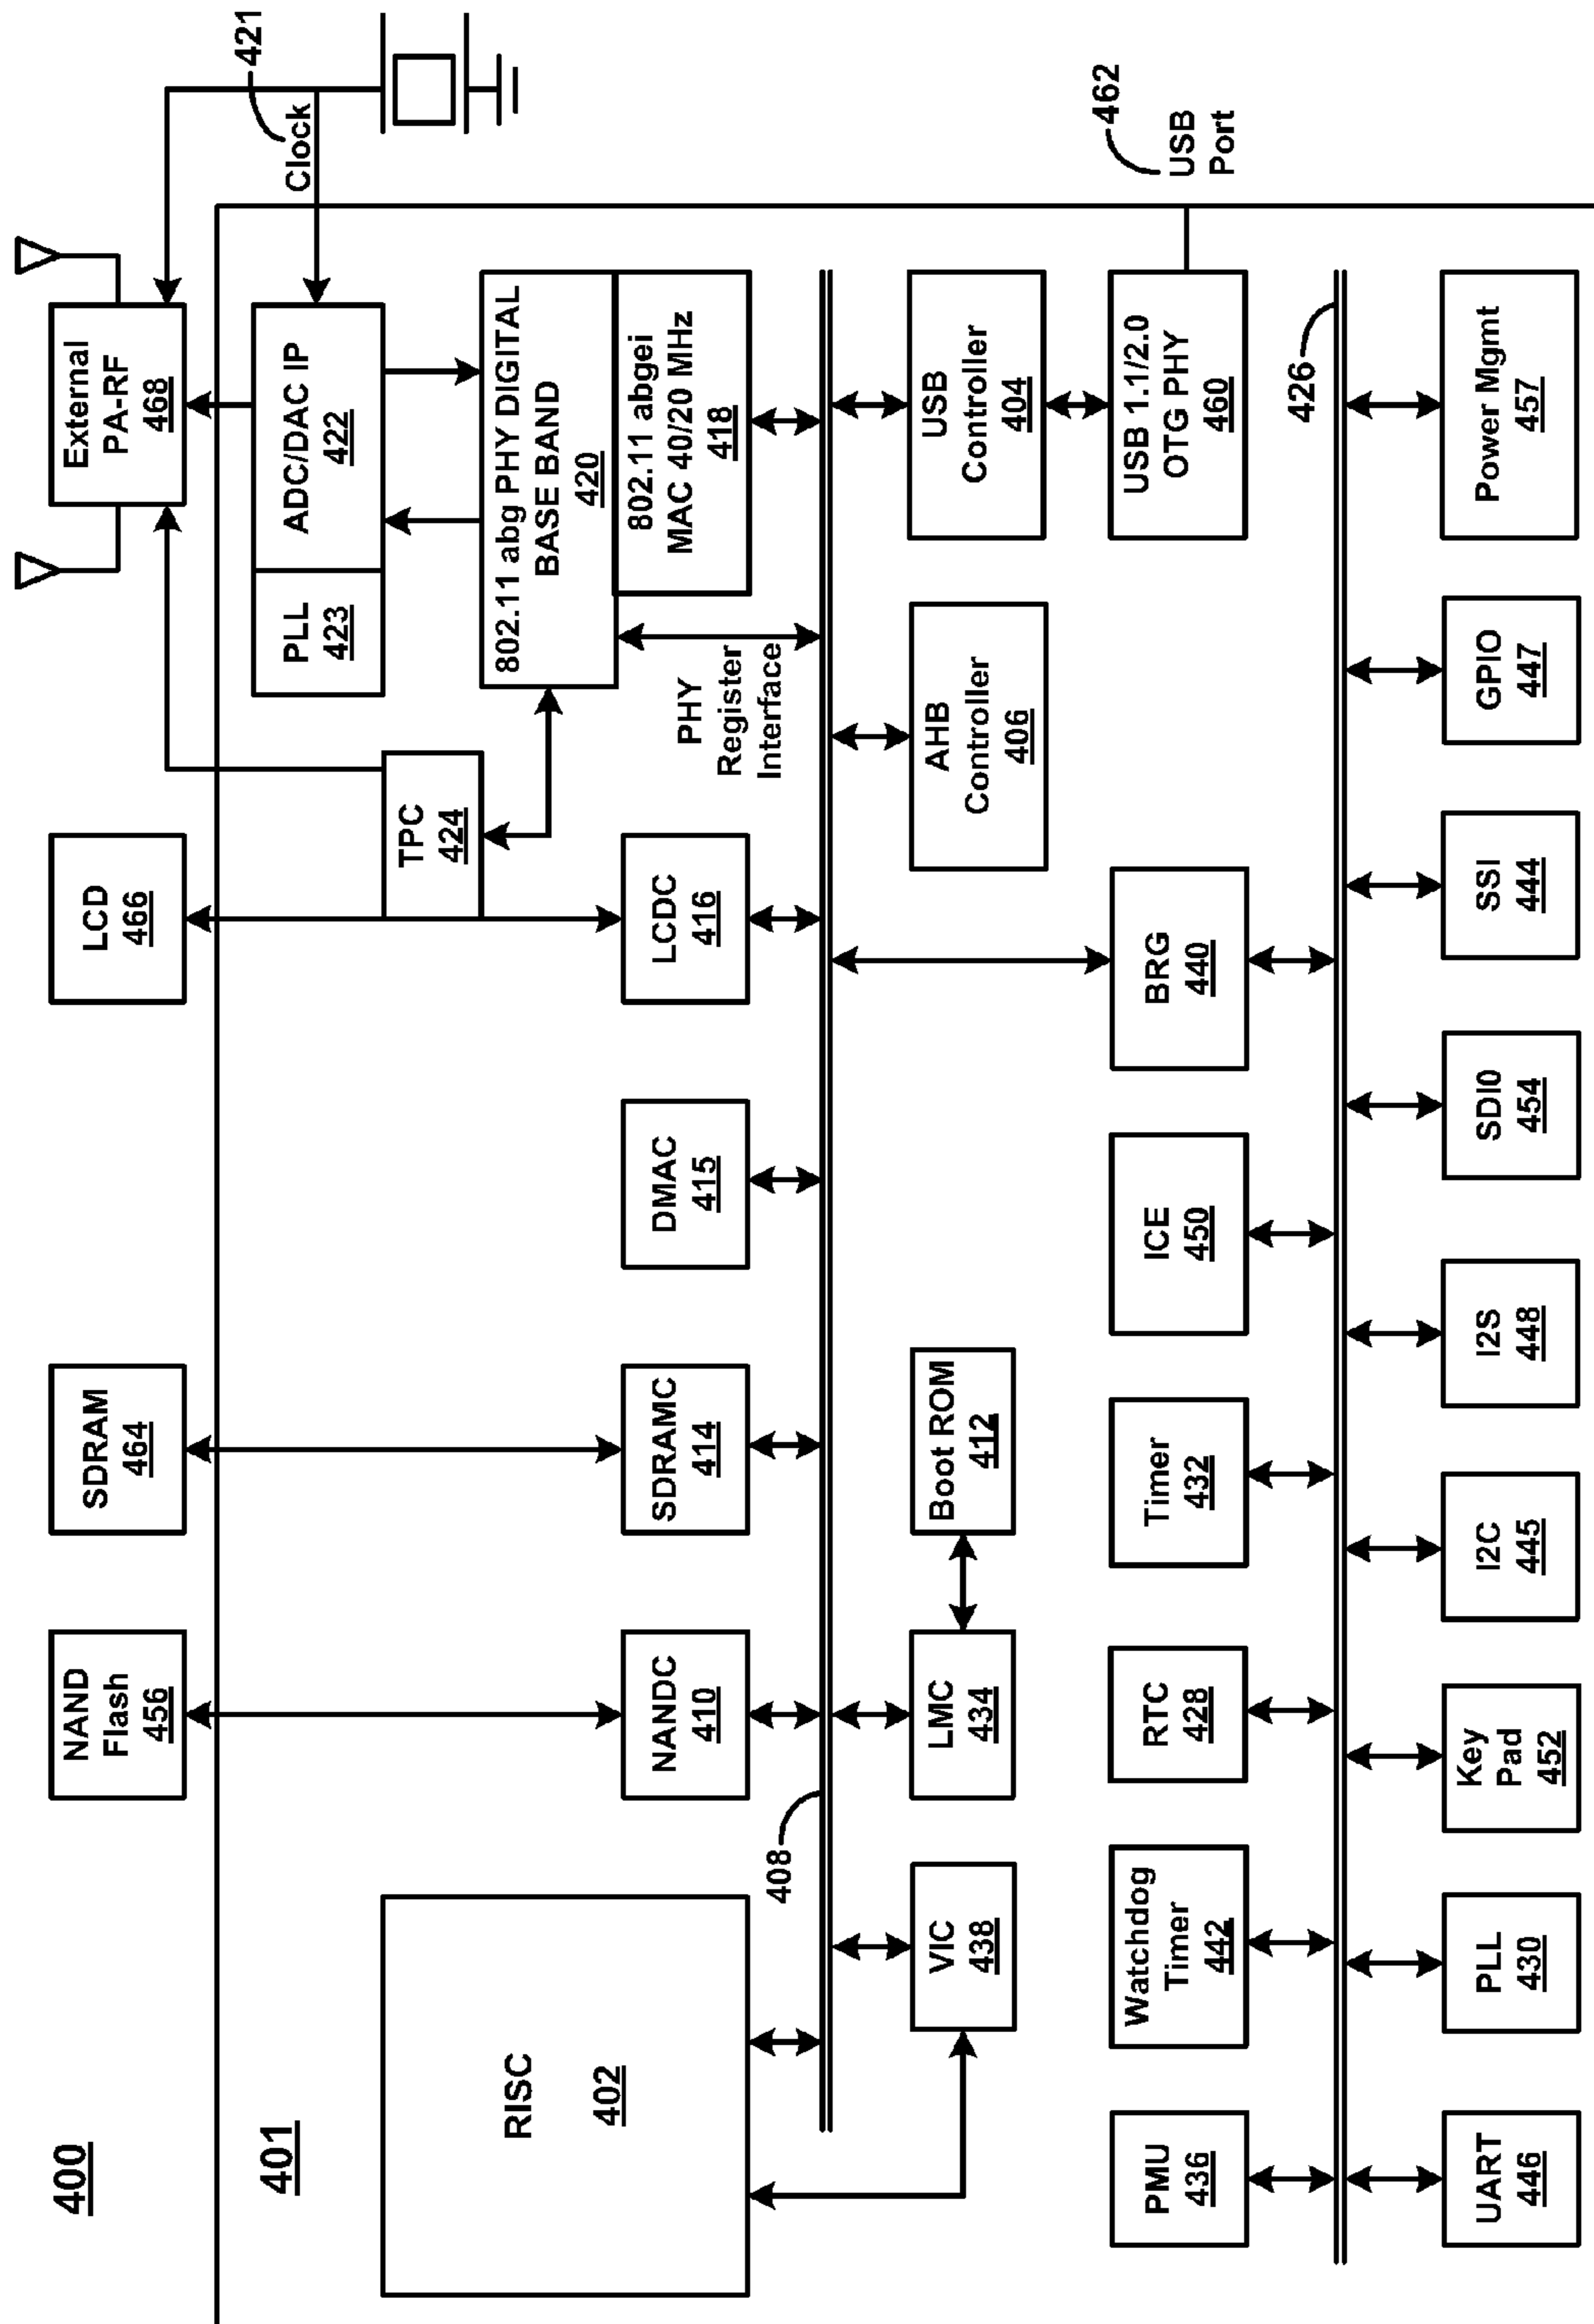 400
401
NAND
Flash
456
SDRAM
464
LCD
466
External
PA-RF
468
421
Clock
PLL
423
ADC/DAC IP
422
TPC
424
802.11 abg PHY DIGITAL
BASE BAND
420
802.11 abgei
MAC 40/20 MHz
418
RISC
402
NANDC
410
SDRAMC
414
DMAC
415
LCDC
416
PHY
Register
Interface
408
VIC
438
LMC
434
Boot ROM
412
AHB
Controller
406
USB
Controller
404
462
USB
Port
PMU
436
Watchdog
Timer
442
RTC
428
Timer
432
ICE
450
BRG
440
USB 1.1/2.0
OTG PHY
460
426
UART
446
PLL
430
Key
Pad
452
I2C
445
I2S
448
SDI0
454
SSI
444
GPIO
447
Power Mgmt
457